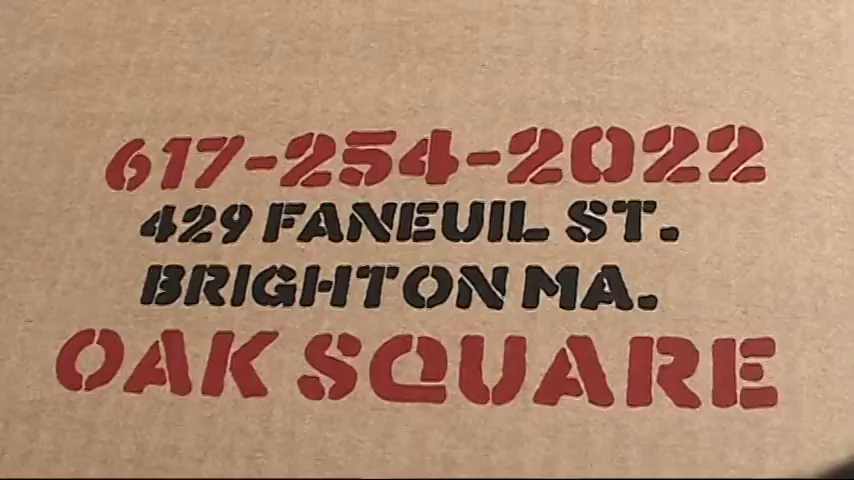 617-254-2022
429 FANEUIL ST.
BRIGHTON MA.
OAK SQUARE